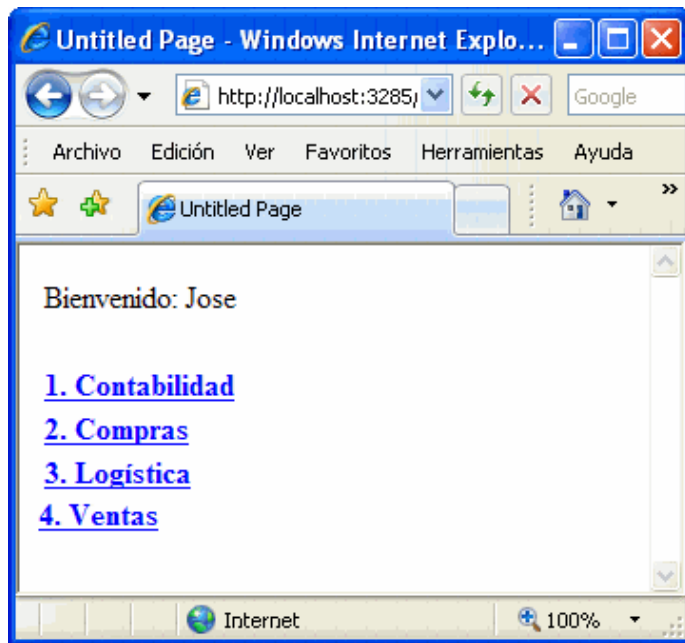 Untitled Page - Windows Internet Explo...
http://localhost:3285/
Google
Archivo Edición Ver Favoritos Herramientas Ayuda
Untitled Page
»
Bienvenido: Jose
1. Contabilidad
2. Compras
3. Logística
4. Ventas
Internet
100%